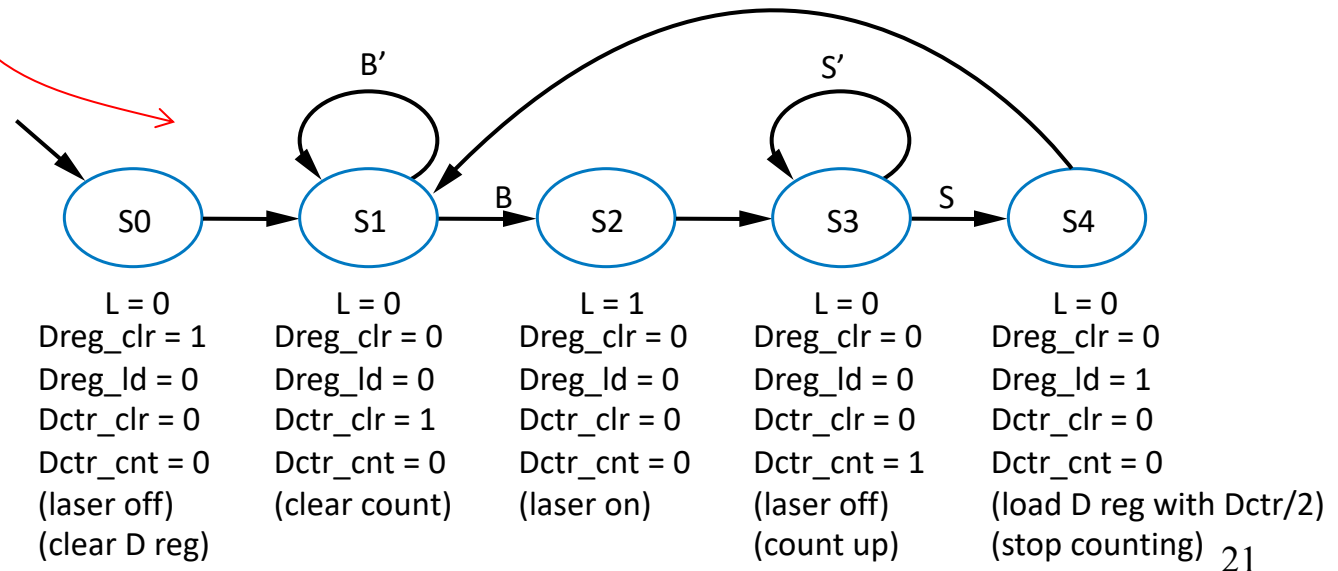 B’ S’
B S
S0 S1 S2 S3 S4
L = 0 L = 0 L = 1 L = 0 L = 0
Dreg_clr = 1 Dreg_clr = 0 Dreg_clr = 0 Dreg_clr = 0 Dreg_clr = 0
Dreg_ld = 0 Dreg_ld = 0 Dreg_ld = 0 Dreg_ld = 0 Dreg_ld = 1
Dctr_clr = 0 Dctr_clr = 1 Dctr_clr = 0 Dctr_clr = 0 Dctr_clr = 0
Dctr_cnt = 0 Dctr_cnt = 0 Dctr_cnt = 0 Dctr_cnt = 1 Dctr_cnt = 0
(laser off) (clear count) (laser on) (laser off) (load D reg with Dctr/2)
(clear D reg) (count up) (stop counting)
21